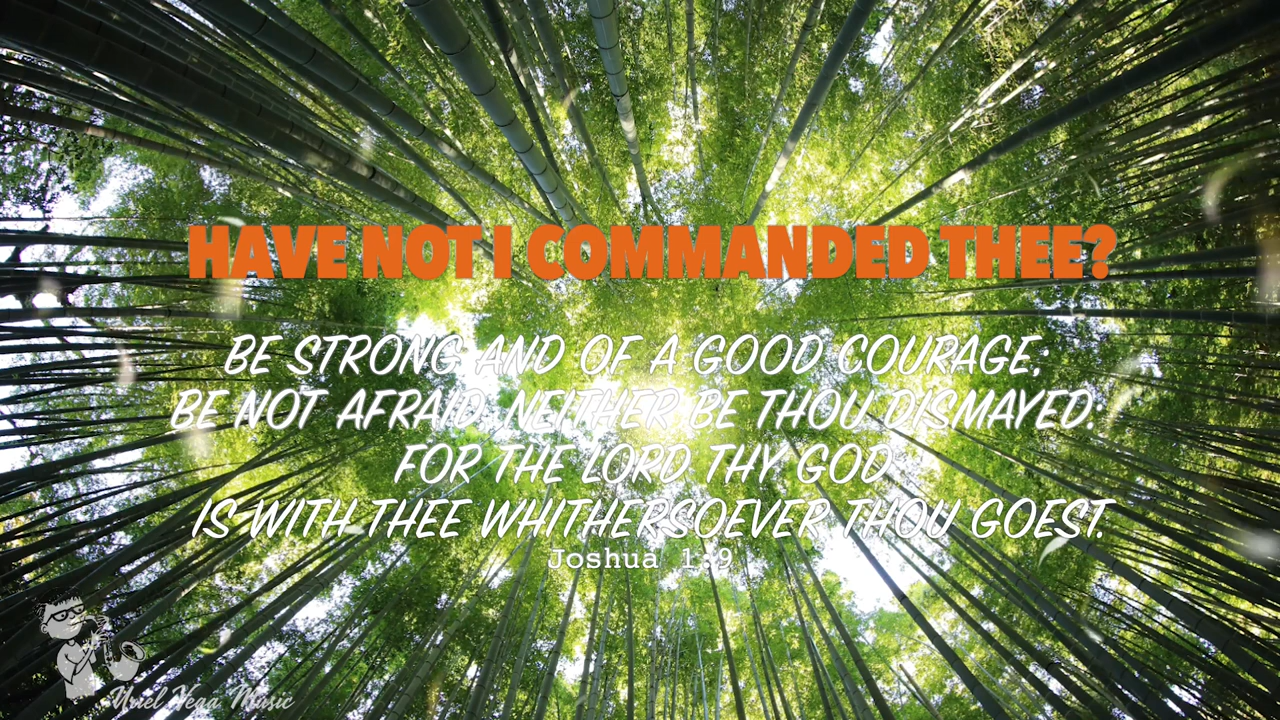 HAVE NOT I COMMANDED THEE?
BE STRONG AND OF A GOOD COURAGE;
BE NOT AFRAID, NEITHER BE THOU DISMAYED:
FOR THE LORD THY GOD
IS WITH THEE WHITHERSOEVER THOU GOEST.
Joshua 1:9
Uriel Vega Music